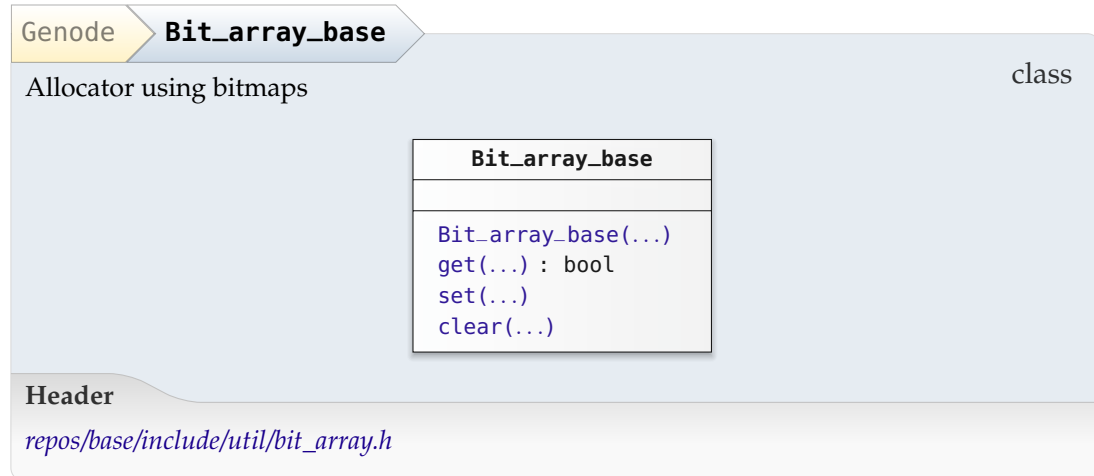 Genode Bit_array_base
class
Allocator using bitmaps
Bit_array_base
Bit_array_base(...)
get(...) : bool
set(...)
clear(...)
Header
repos/base/include/util/bit_array.h